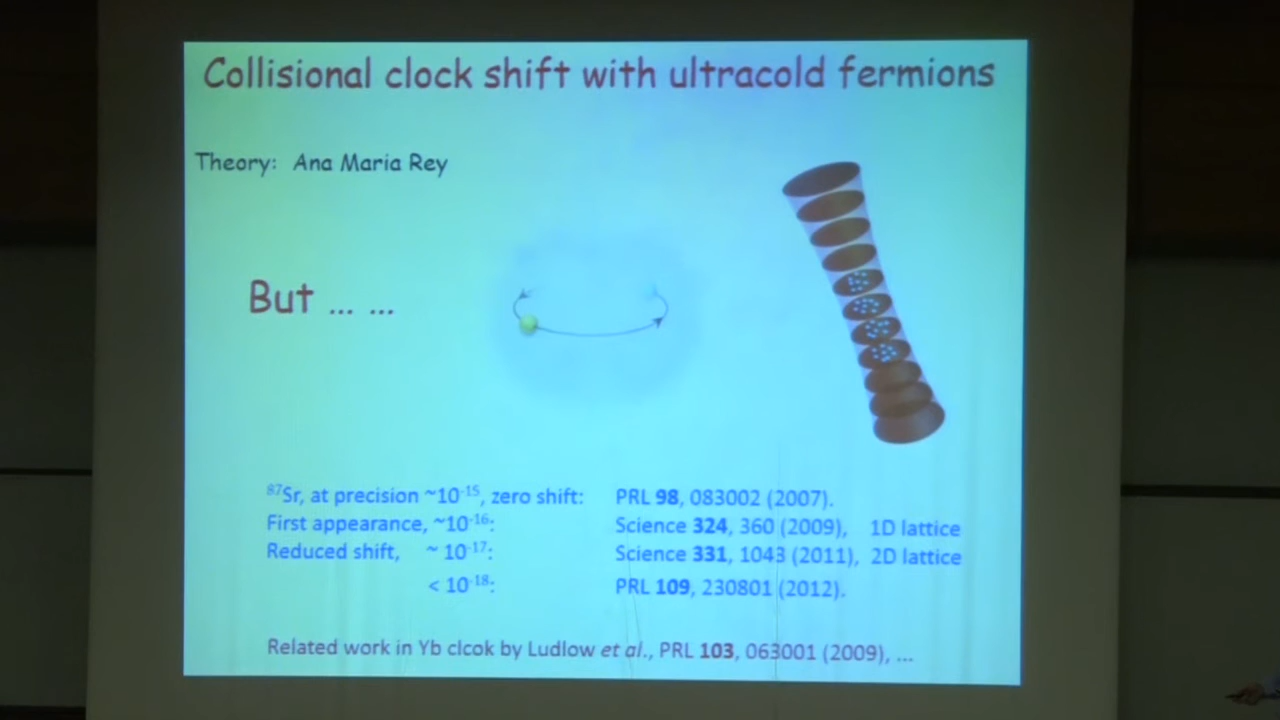 Collisional clock shift with ultracold fermions
Theory: Ana Maria Rey
But ... ...
⁸⁷Sr, at precision ~10⁻¹⁵, zero shift: PRL 98, 083002 (2007).
First appearance, ~10⁻¹⁶: Science 324, 360 (2009), 1D lattice
Reduced shift, ~ 10⁻¹⁷: Science 331, 1043 (2011), 2D lattice
< 10⁻¹⁸: PRL 109, 230801 (2012).
Related work in Yb clcok by Ludlow et al., PRL 103, 063001 (2009), ...